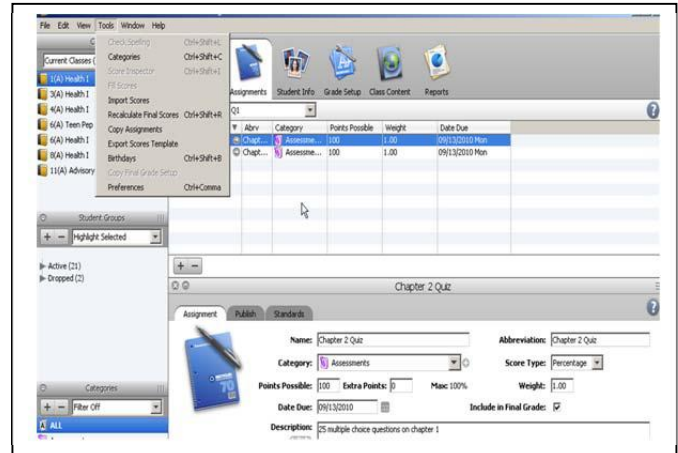 File Edit View Tools Window Help
Check Spelling Ctrl+Shift+L
Categories Ctrl+Shift+C
Score Inspector Ctrl+Shift+I
Fill Scores
Import Scores
Recalculate Final Scores Ctrl+Shift+R
Copy Assignments
Export Scores Template
Birthdays Ctrl+Shift+B
Copy Final Grade Setup
Preferences Ctrl+Comma
Current Classes (
1(A) Health I
3(A) Health I
4(A) Health I
6(A) Teen Pep
6(A) Health I
8(A) Health I
11(A) Advisory
Assignments Student Info Grade Setup Class Content Reports
Q1
Abrv Category Points Possible Weight Date Due
Chapt... Assessme... 100 1.00 09/13/2010 Mon
Chapt... Assessme... 100 1.00 09/13/2010 Mon
Student Groups
+ − Highlight Selected
Active (21)
Dropped (2)
+ −
Chapter 2 Quiz
Assignment Publish Standards
70
Name: Chapter 2 Quiz Abbreviation: Chapter 2 Quiz
Category: Assessments Score Type: Percentage
Points Possible: 100 Extra Points: 0 Max: 100% Weight: 1.00
Date Due: 09/13/2010 Include in Final Grade:
Description: 25 multiple choice questions on chapter 1
Categories
+ − Filter Off
ALL